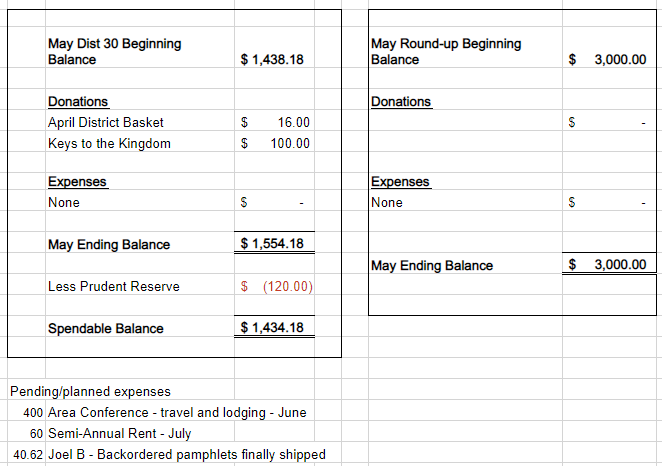 May Dist 30 Beginning
Balance $ 1,438.18
Donations
April District Basket $ 16.00
Keys to the Kingdom $ 100.00
Expenses
None $ -
May Ending Balance $ 1,554.18
Less Prudent Reserve $ (120.00)
Spendable Balance $ 1,434.18
May Round-up Beginning
Balance $ 3,000.00
Donations
$ -
Expenses
None $ -
May Ending Balance $ 3,000.00
Pending/planned expenses
400 Area Conference - travel and lodging - June
60 Semi-Annual Rent - July
40.62 Joel B - Backordered pamphlets finally shipped